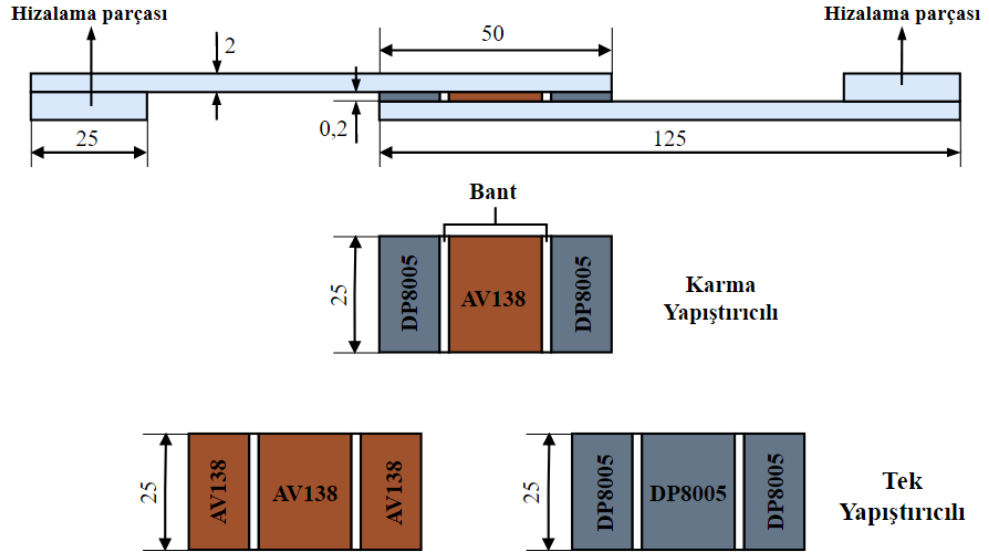 Hizalama parçası
Hizalama parçası
50
2
0,2
25
125
Bant
25
DP8005
AV138
DP8005
Karma
Yapıştırıcılı
25
AV138
AV138
AV138
25
DP8005
DP8005
DP8005
Tek
Yapıştırıcılı